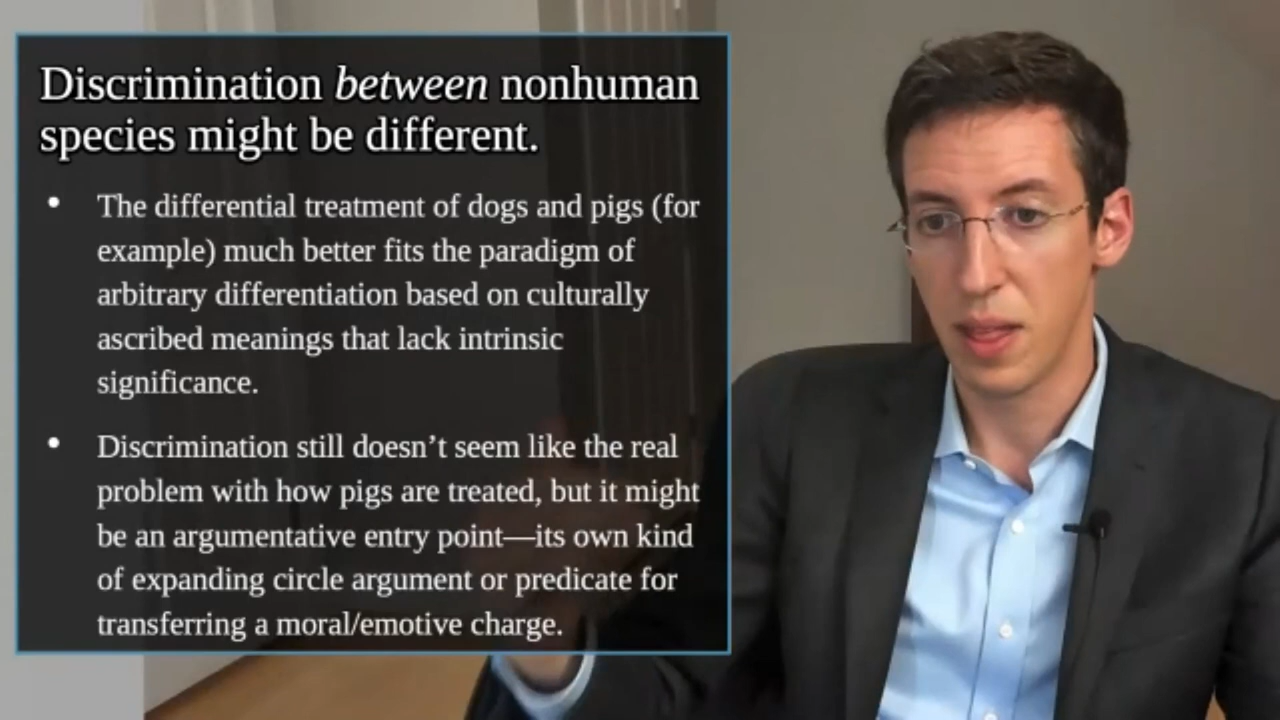 Discrimination between nonhuman
species might be different.
• The differential treatment of dogs and pigs (for
example) much better fits the paradigm of
arbitrary differentiation based on culturally
ascribed meanings that lack intrinsic
significance.
• Discrimination still doesn’t seem like the real
problem with how pigs are treated, but it might
be an argumentative entry point—its own kind
of expanding circle argument or predicate for
transferring a moral/emotive charge.